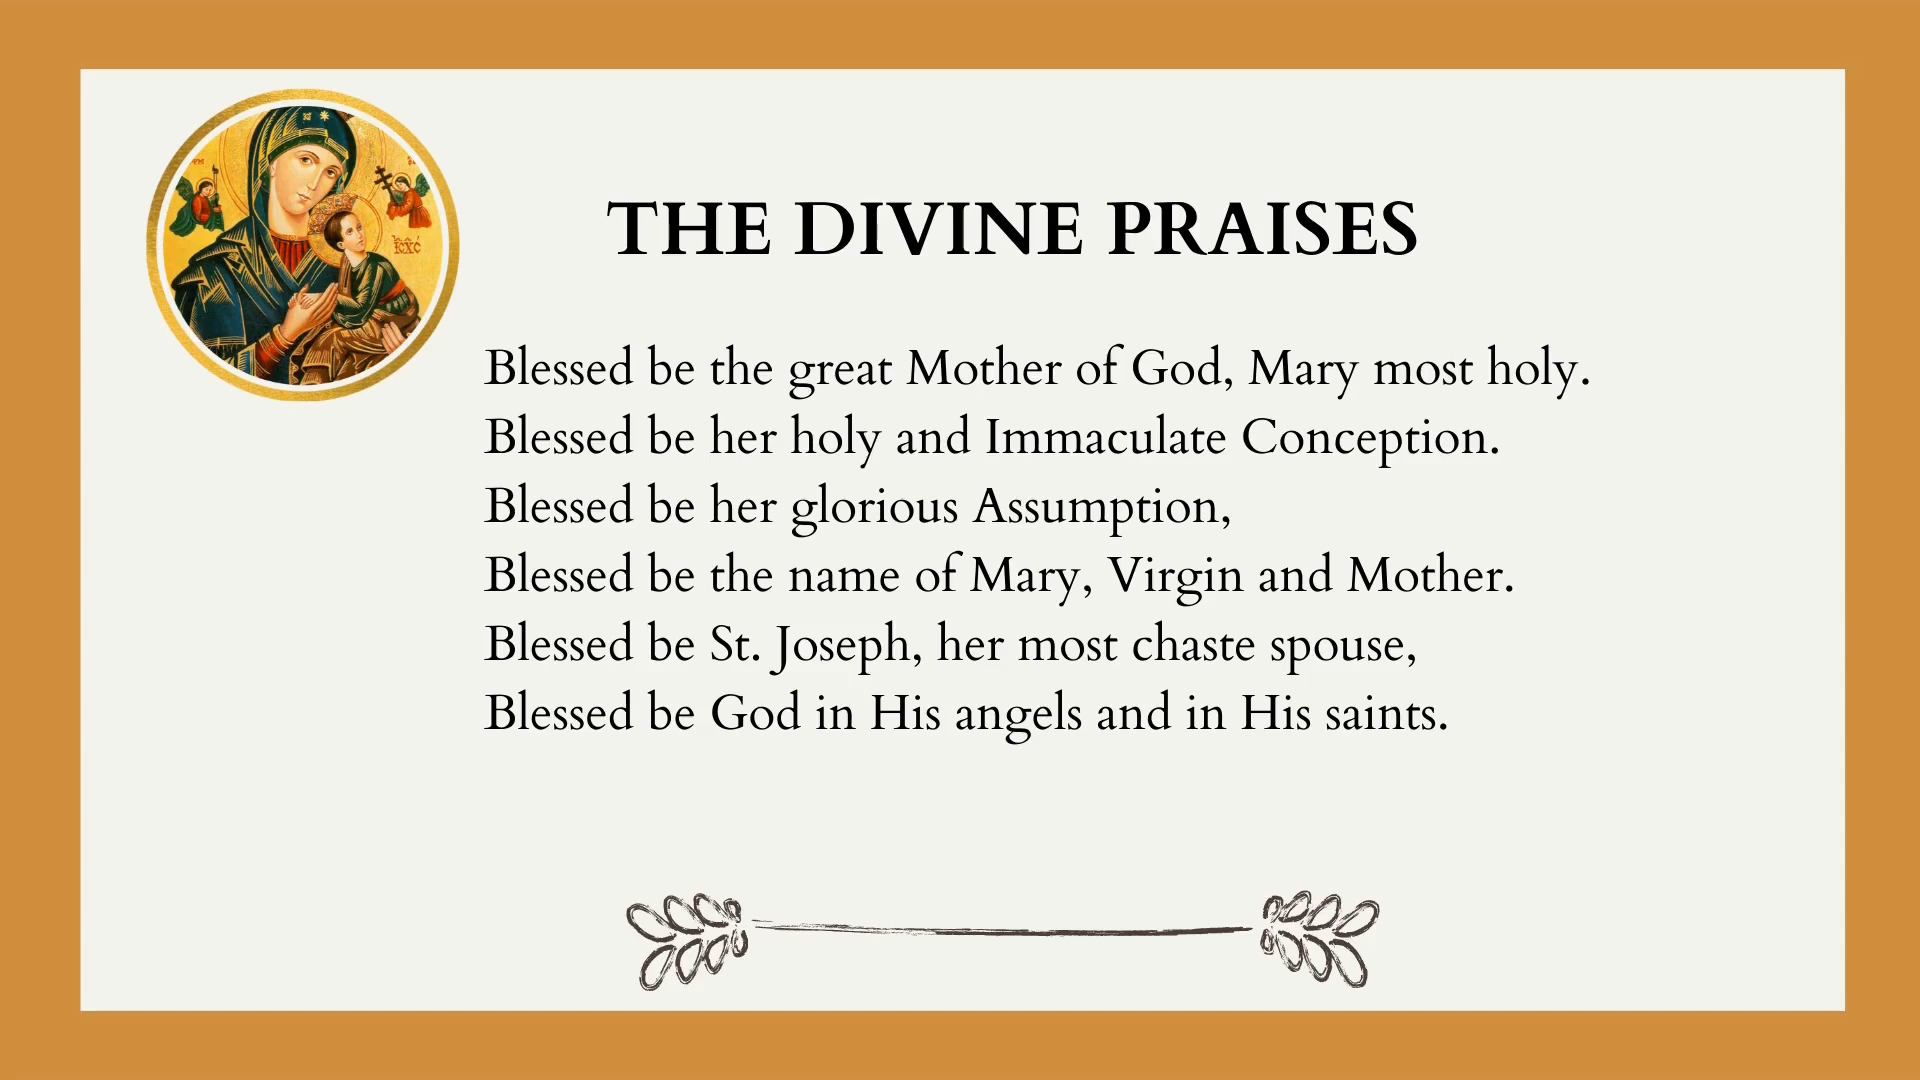 THE DIVINE PRAISES
Blessed be the great Mother of God, Mary most holy.
Blessed be her holy and Immaculate Conception.
Blessed be her glorious Assumption,
Blessed be the name of Mary, Virgin and Mother.
Blessed be St. Joseph, her most chaste spouse,
Blessed be God in His angels and in His saints.